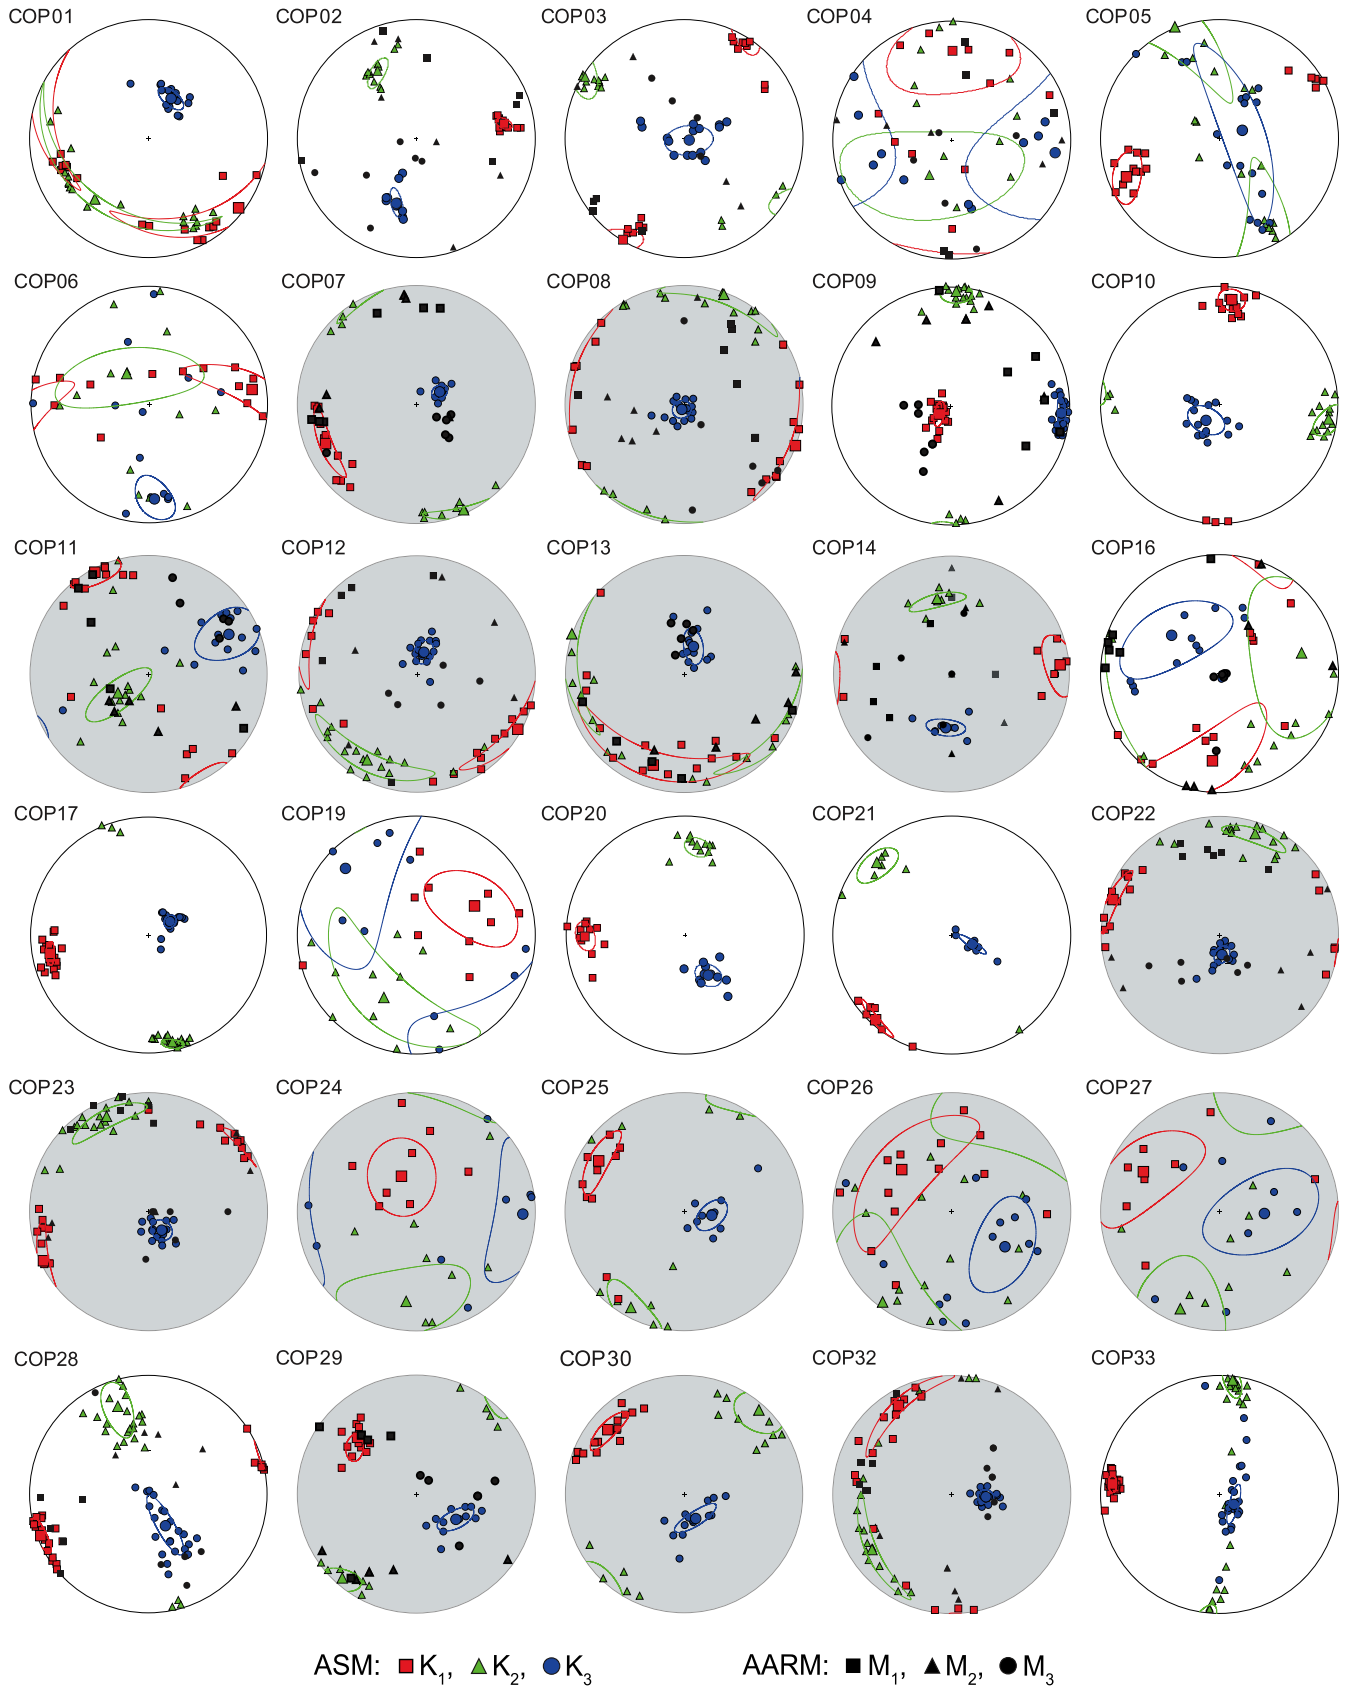 COP01 COP02 COP03 COP04 COP05
COP06 COP07 COP08 COP09 COP10
COP11 COP12 COP13 COP14 COP16
COP17 COP19 COP20 COP21 COP22
COP23 COP24 COP25 COP26 COP27
COP28 COP29 COP30 COP32 COP33
ASM: K1, K2, K3 AARM: M1, M2, M3